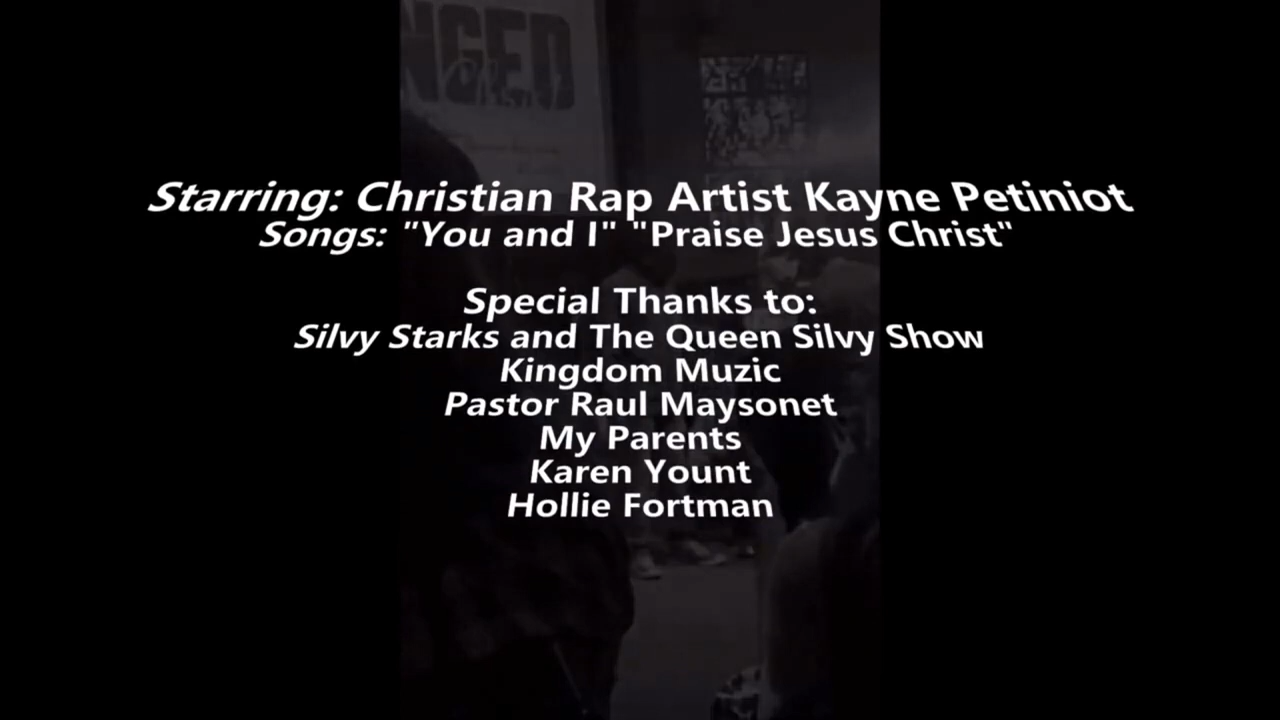 NGED
Starring: Christian Rap Artist Kayne Petiniot
Songs: "You and I" "Praise Jesus Christ"
Special Thanks to:
Silvy Starks and The Queen Silvy Show
Kingdom Muzic
Pastor Raul Maysonet
My Parents
Karen Yount
Hollie Fortman